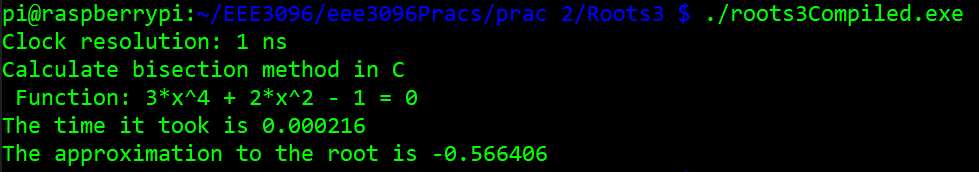 pi@raspberrypi:~/EEE3096/eee3096Pracs/prac 2/Roots3 $ ./roots3Compiled.exe
Clock resolution: 1 ns
Calculate bisection method in C
 Function: 3*x^4 + 2*x^2 - 1 = 0
The time it took is 0.000216
The approximation to the root is -0.566406